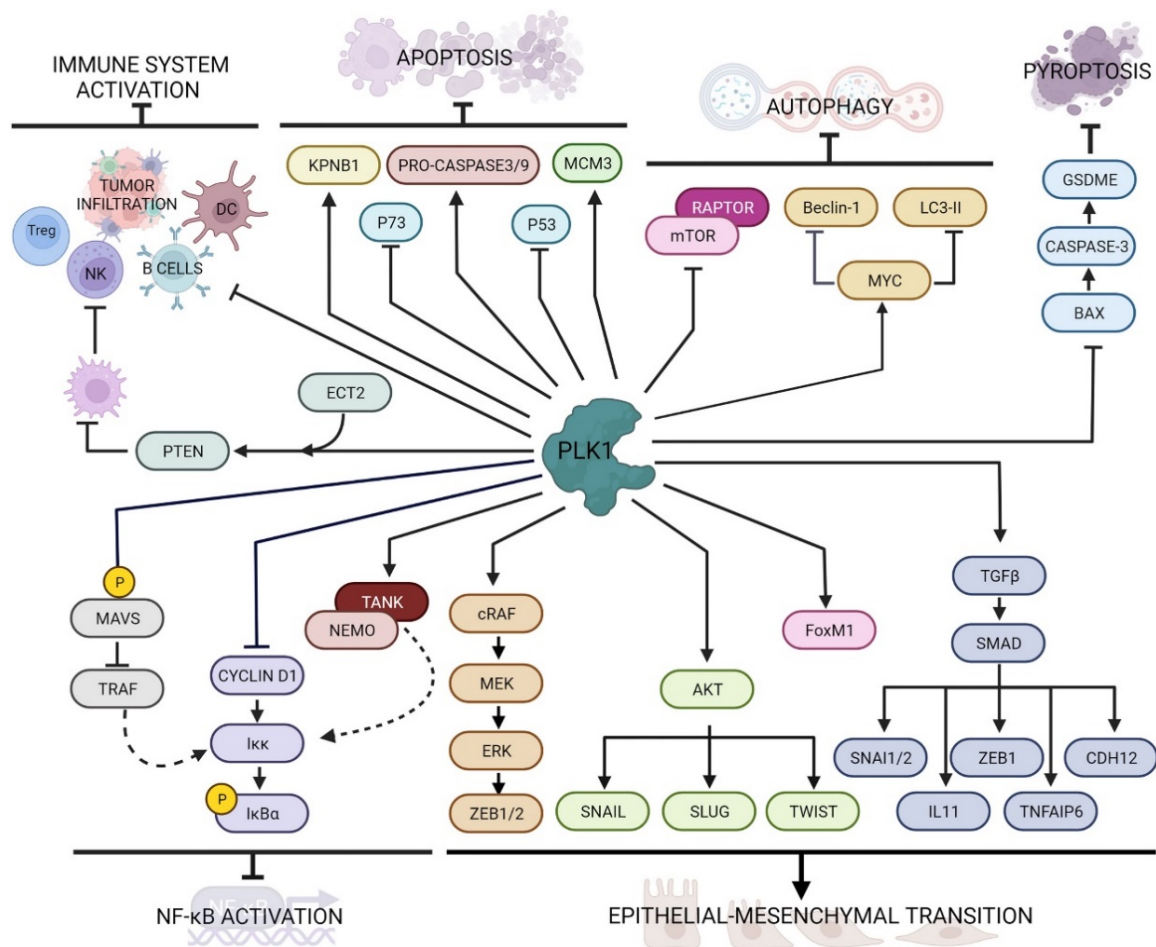 IMMUNE SYSTEM
ACTIVATION
APOPTOSIS
AUTOPHAGY
PYROPTOSIS
TUMOR
INFILTRATION
DC
Treg
NK
B CELLS
KPNB1
PRO-CASPASE3/9
MCM3
P73
P53
RAPTOR
mTOR
Beclin-1
LC3-II
MYC
GSDME
CASPASE-3
BAX
ECT2
PTEN
PLK1
P
MAVS
TRAF
CYCLIN D1
Iκκ
P
IκBα
TANK
NEMO
cRAF
MEK
ERK
ZEB1/2
AKT
SNAIL
SLUG
TWIST
FoxM1
TGFβ
SMAD
SNAI1/2
ZEB1
CDH12
IL11
TNFAIP6
NF-κB
NF-κB ACTIVATION
EPITHELIAL-MESENCHYMAL TRANSITION